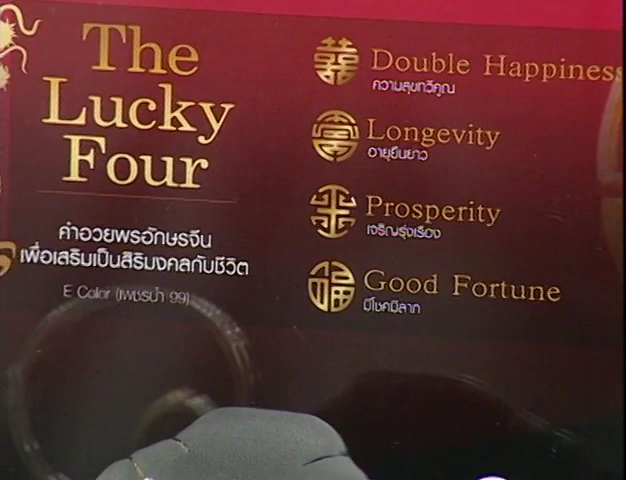 The
Lucky
Four
คำอวยพรอักษรจีน
เพื่อเสริมเป็นสิริมงคลกับชีวิต
E Color (เพชรน้ำ 99)
Double Happiness
ความสุขทวีคูณ
Longevity
อายุยืนยาว
Prosperity
เจริญรุ่งเรือง
Good Fortune
มีโชคมีลาภ